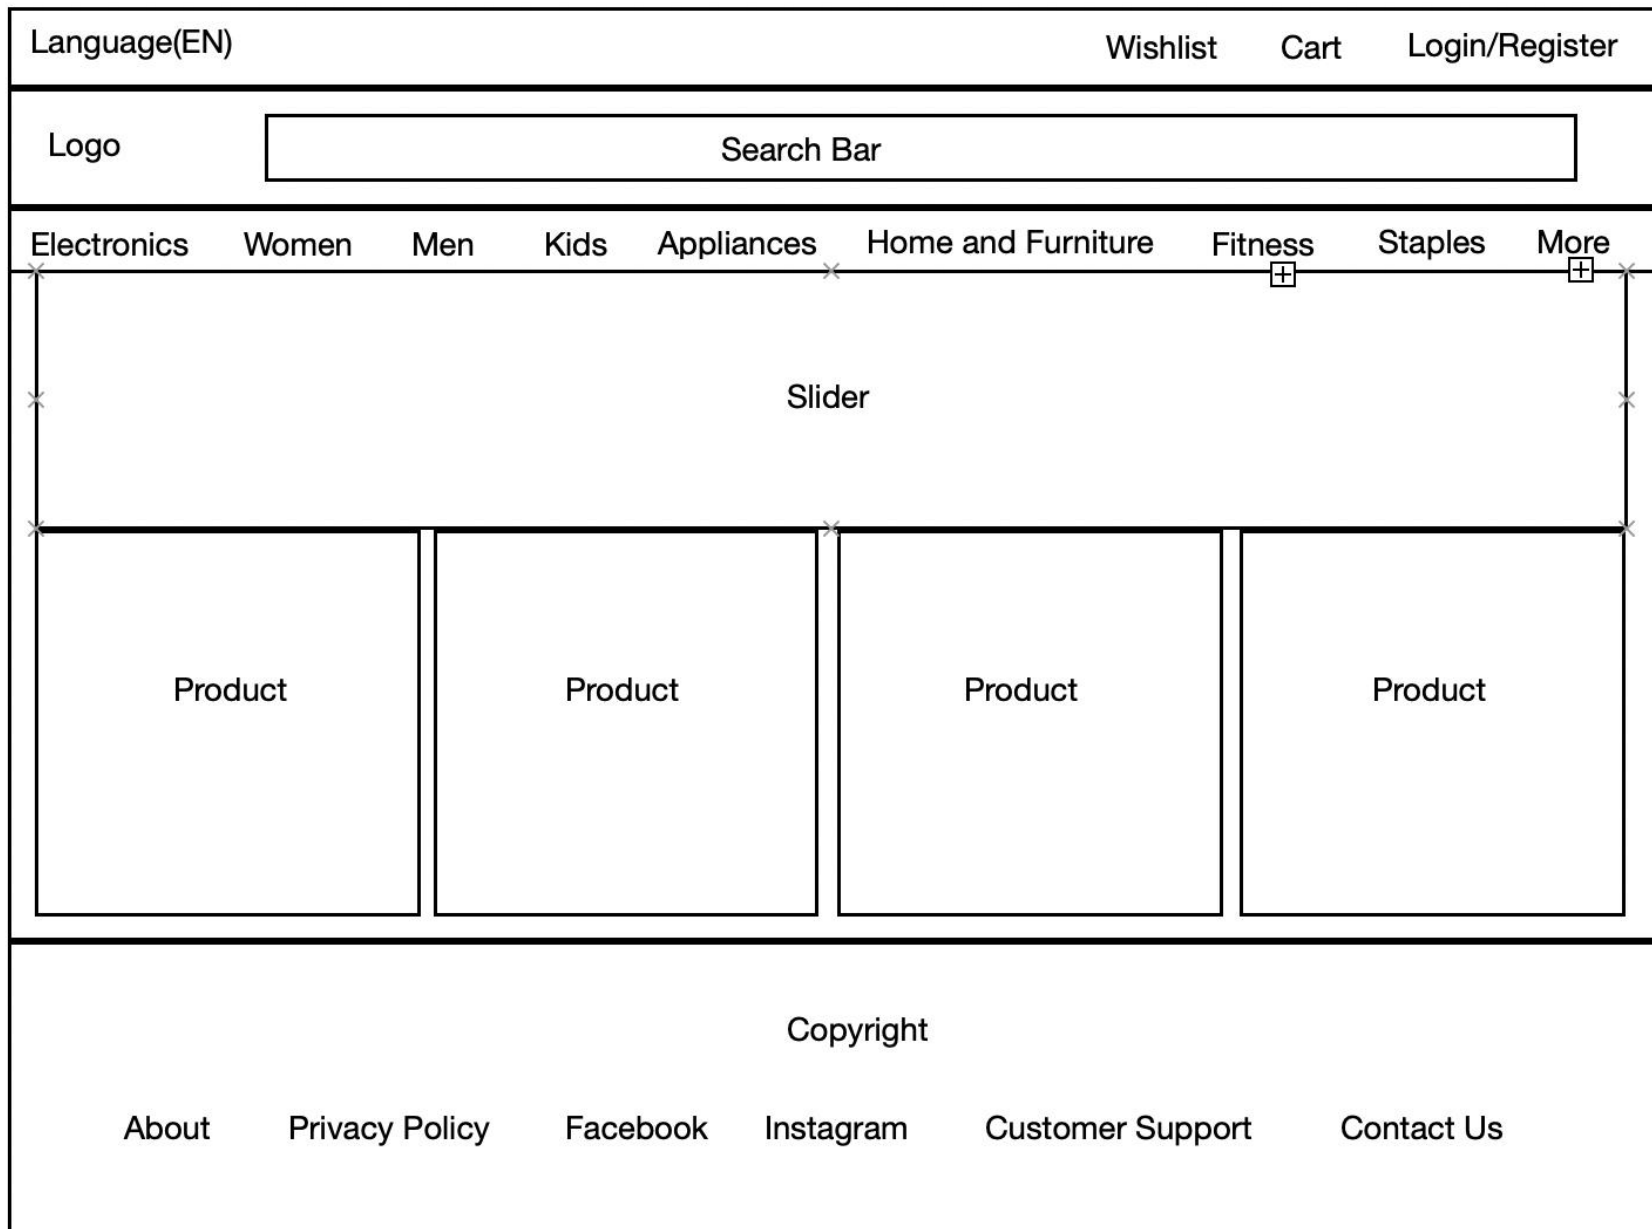 Language(EN) Wishlist Cart Login/Register
Logo Search Bar
Electronics Women Men Kids Appliances Home and Furniture Fitness Staples More
Slider
Product Product Product Product
Copyright
About Privacy Policy Facebook Instagram Customer Support Contact Us